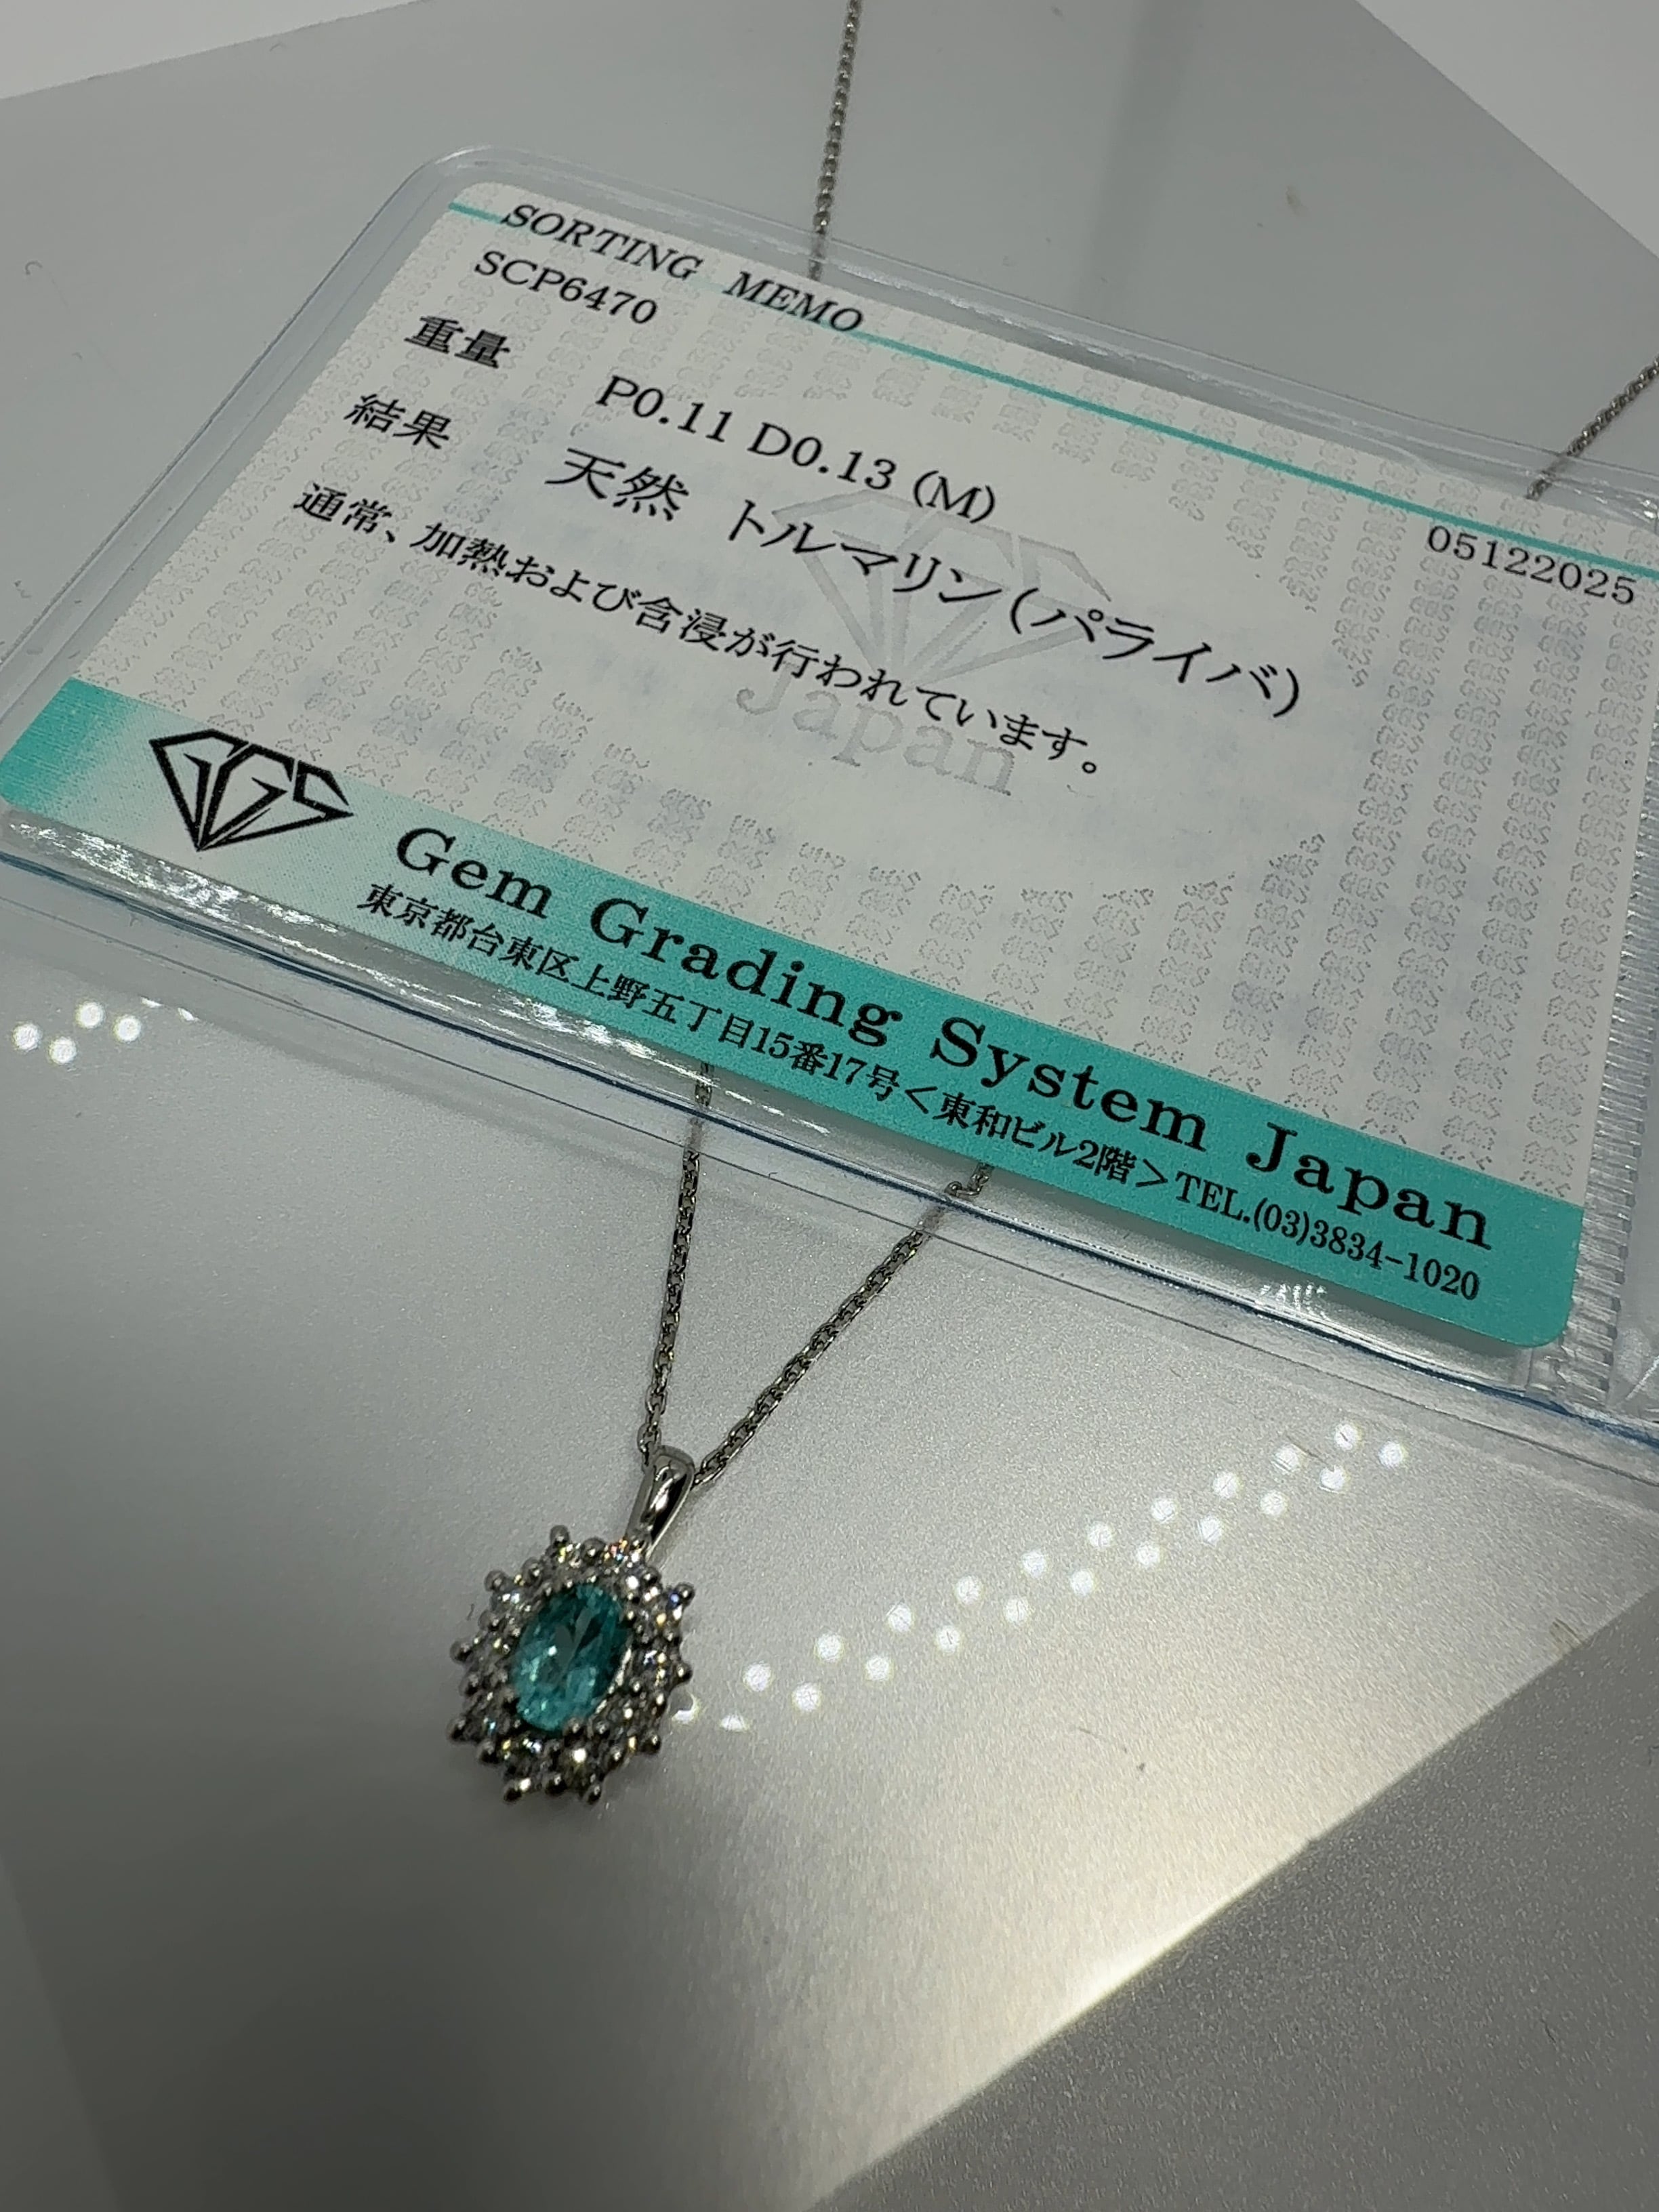 SORTING MEMO
SCP6470
05122025
重量 P0.11 D0.13 (M)
結果 天然 トルマリン(パライバ)
通常、加熱および含浸が行われています。
Japan
GS
Gem Grading System Japan
東京都台東区上野五丁目15番17号<東和ビル2階> TEL.(03)3834-1020